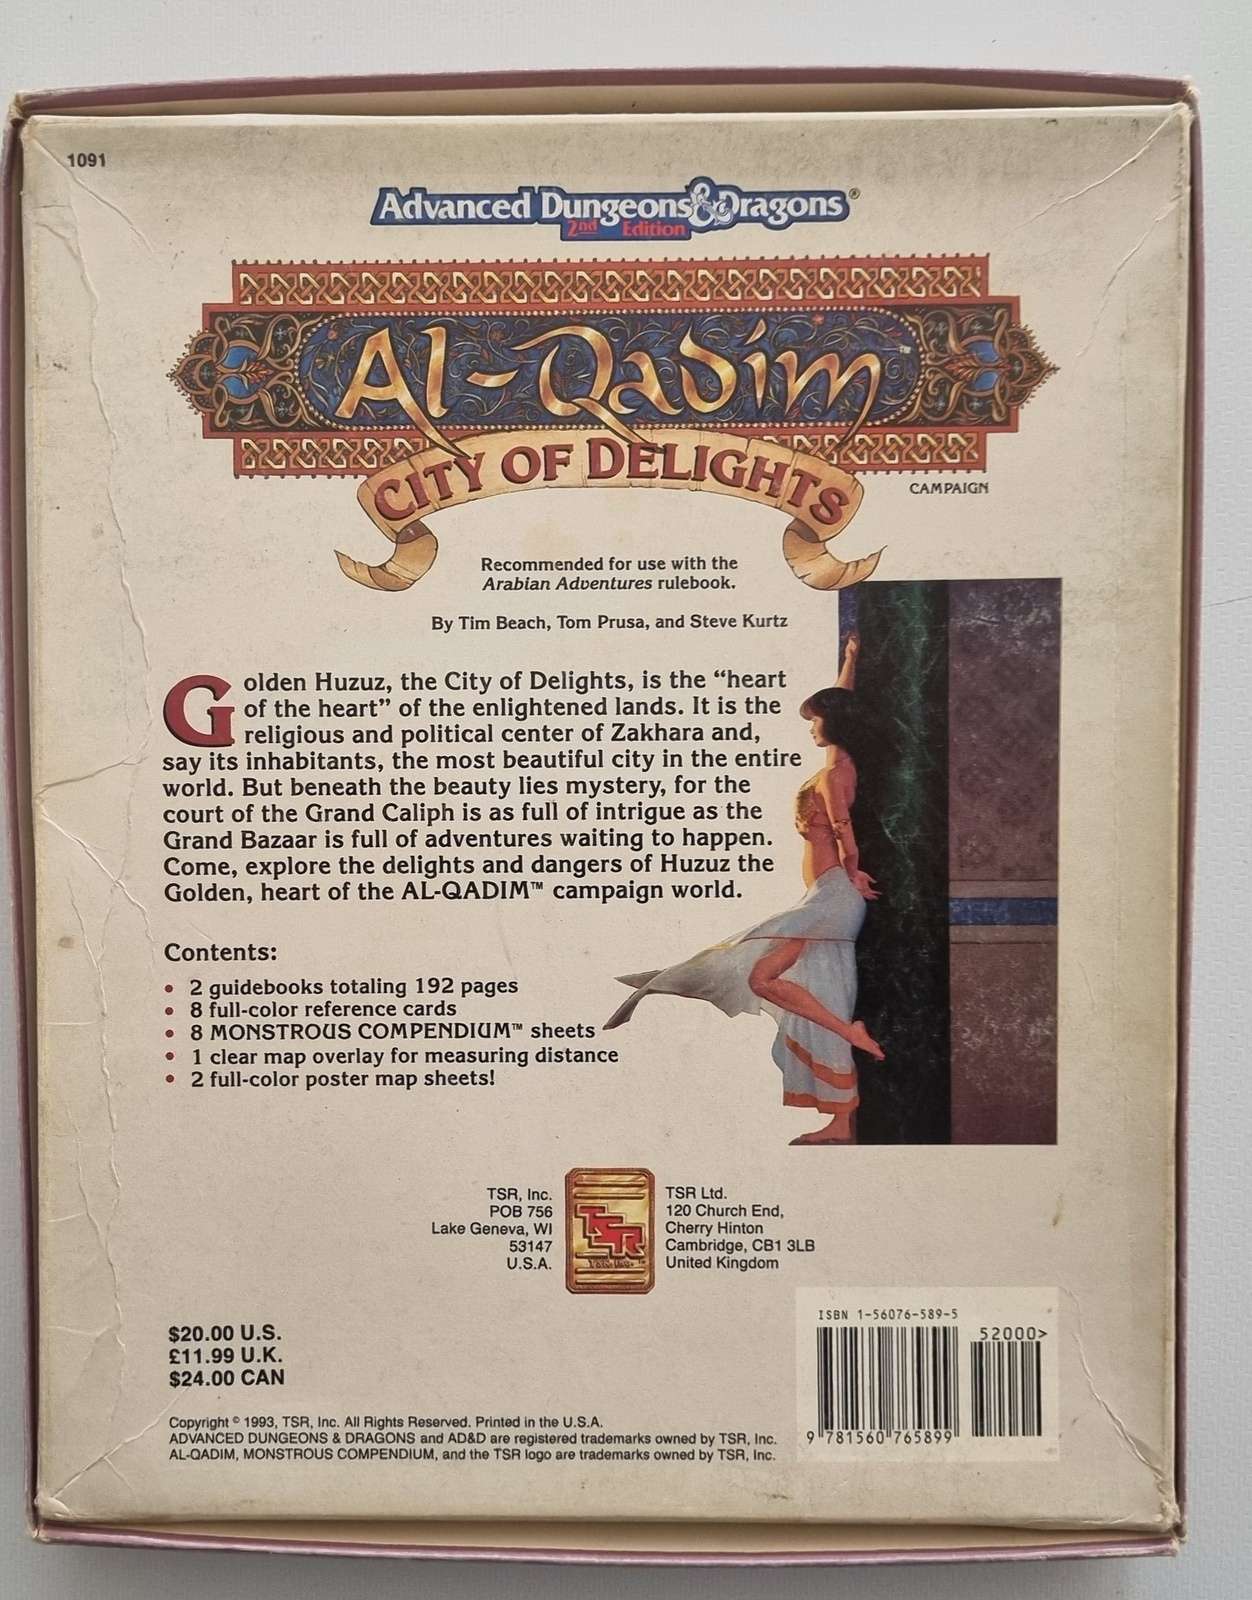 1091
Advanced Dungeons & Dragons®
2nd Edition
Al-Qadim
CITY OF DELIGHTS
CAMPAIGN
Recommended for use with the
Arabian Adventures rulebook.
By Tim Beach, Tom Prusa, and Steve Kurtz
Golden Huzuz, the City of Delights, is the “heart
of the heart” of the enlightened lands. It is the
religious and political center of Zakhara and,
say its inhabitants, the most beautiful city in the entire
world. But beneath the beauty lies mystery, for the
court of the Grand Caliph is as full of intrigue as the
Grand Bazaar is full of adventures waiting to happen.
Come, explore the delights and dangers of Huzuz the
Golden, heart of the AL-QADIM™ campaign world.
Contents:
• 2 guidebooks totaling 192 pages
• 8 full-color reference cards
• 8 MONSTROUS COMPENDIUM™ sheets
• 1 clear map overlay for measuring distance
• 2 full-color poster map sheets!
TSR, Inc.
POB 756
Lake Geneva, WI
53147
U.S.A.
TSR
TSR Ltd.
120 Church End,
Cherry Hinton
Cambridge, CB1 3LB
United Kingdom
$20.00 U.S.
£11.99 U.K.
$24.00 CAN
ISBN 1-56076-589-5
52000>
9 781560 765899
Copyright © 1993, TSR, Inc. All Rights Reserved. Printed in the U.S.A.
ADVANCED DUNGEONS & DRAGONS and AD&D are registered trademarks owned by TSR, Inc.
AL-QADIM, MONSTROUS COMPENDIUM, and the TSR logo are trademarks owned by TSR, Inc.